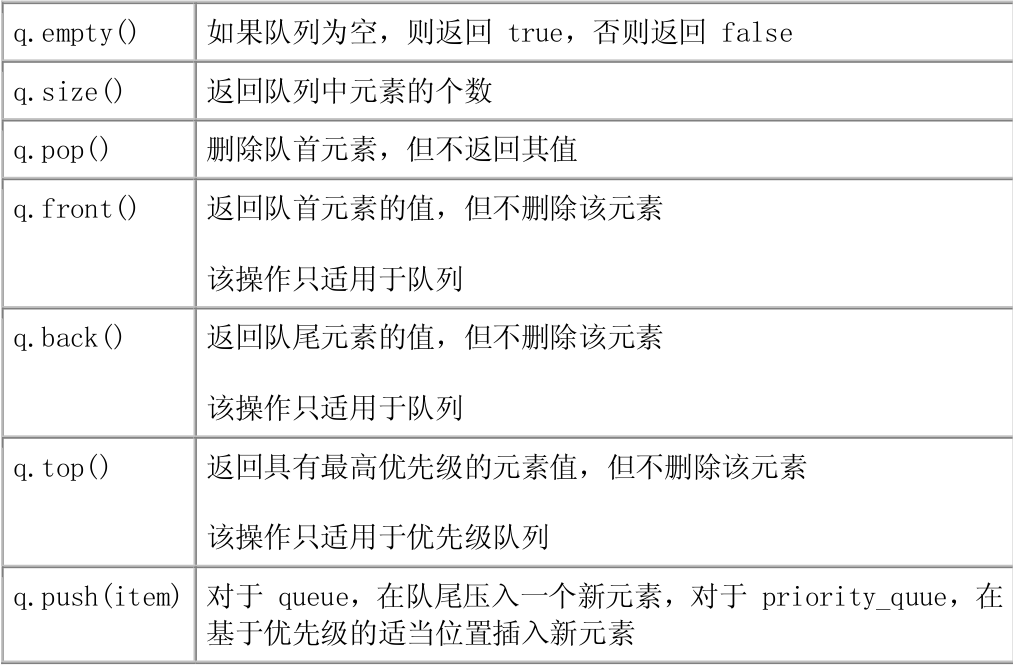 q.empty() 如果队列为空，则返回 true，否则返回 false
q.size() 返回队列中元素的个数
q.pop() 删除队首元素，但不返回其值
q.front() 返回队首元素的值，但不删除该元素
该操作只适用于队列
q.back() 返回队尾元素的值，但不删除该元素
该操作只适用于队列
q.top() 返回具有最高优先级的元素值，但不删除该元素
该操作只适用于优先级队列
q.push(item) 对于 queue，在队尾压入一个新元素，对于 priority_quue，在
基于优先级的适当位置插入新元素